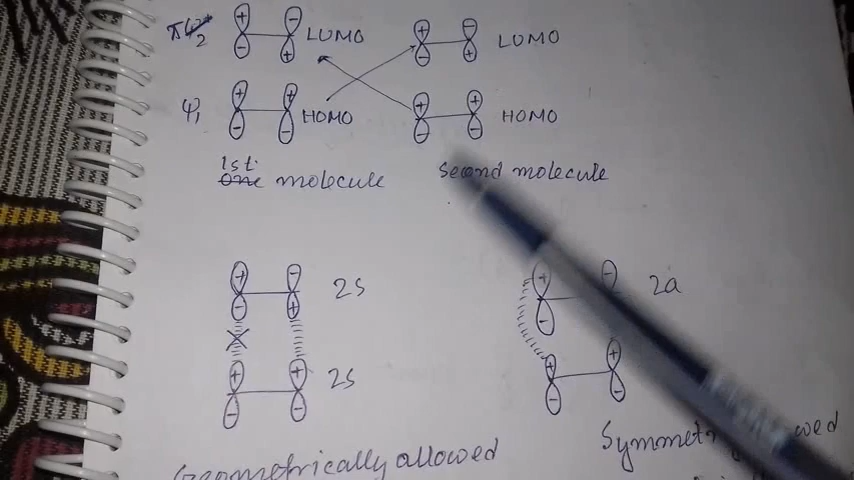 ψ2 + - LUMO + - LUMO
- + - +
ψ1 + + HOMO + + HOMO
- - - -
1st
one molecule second molecule
+ - 2s + - 2a
- + -
+ + 2s + +
- - - -
Geometrically allowed